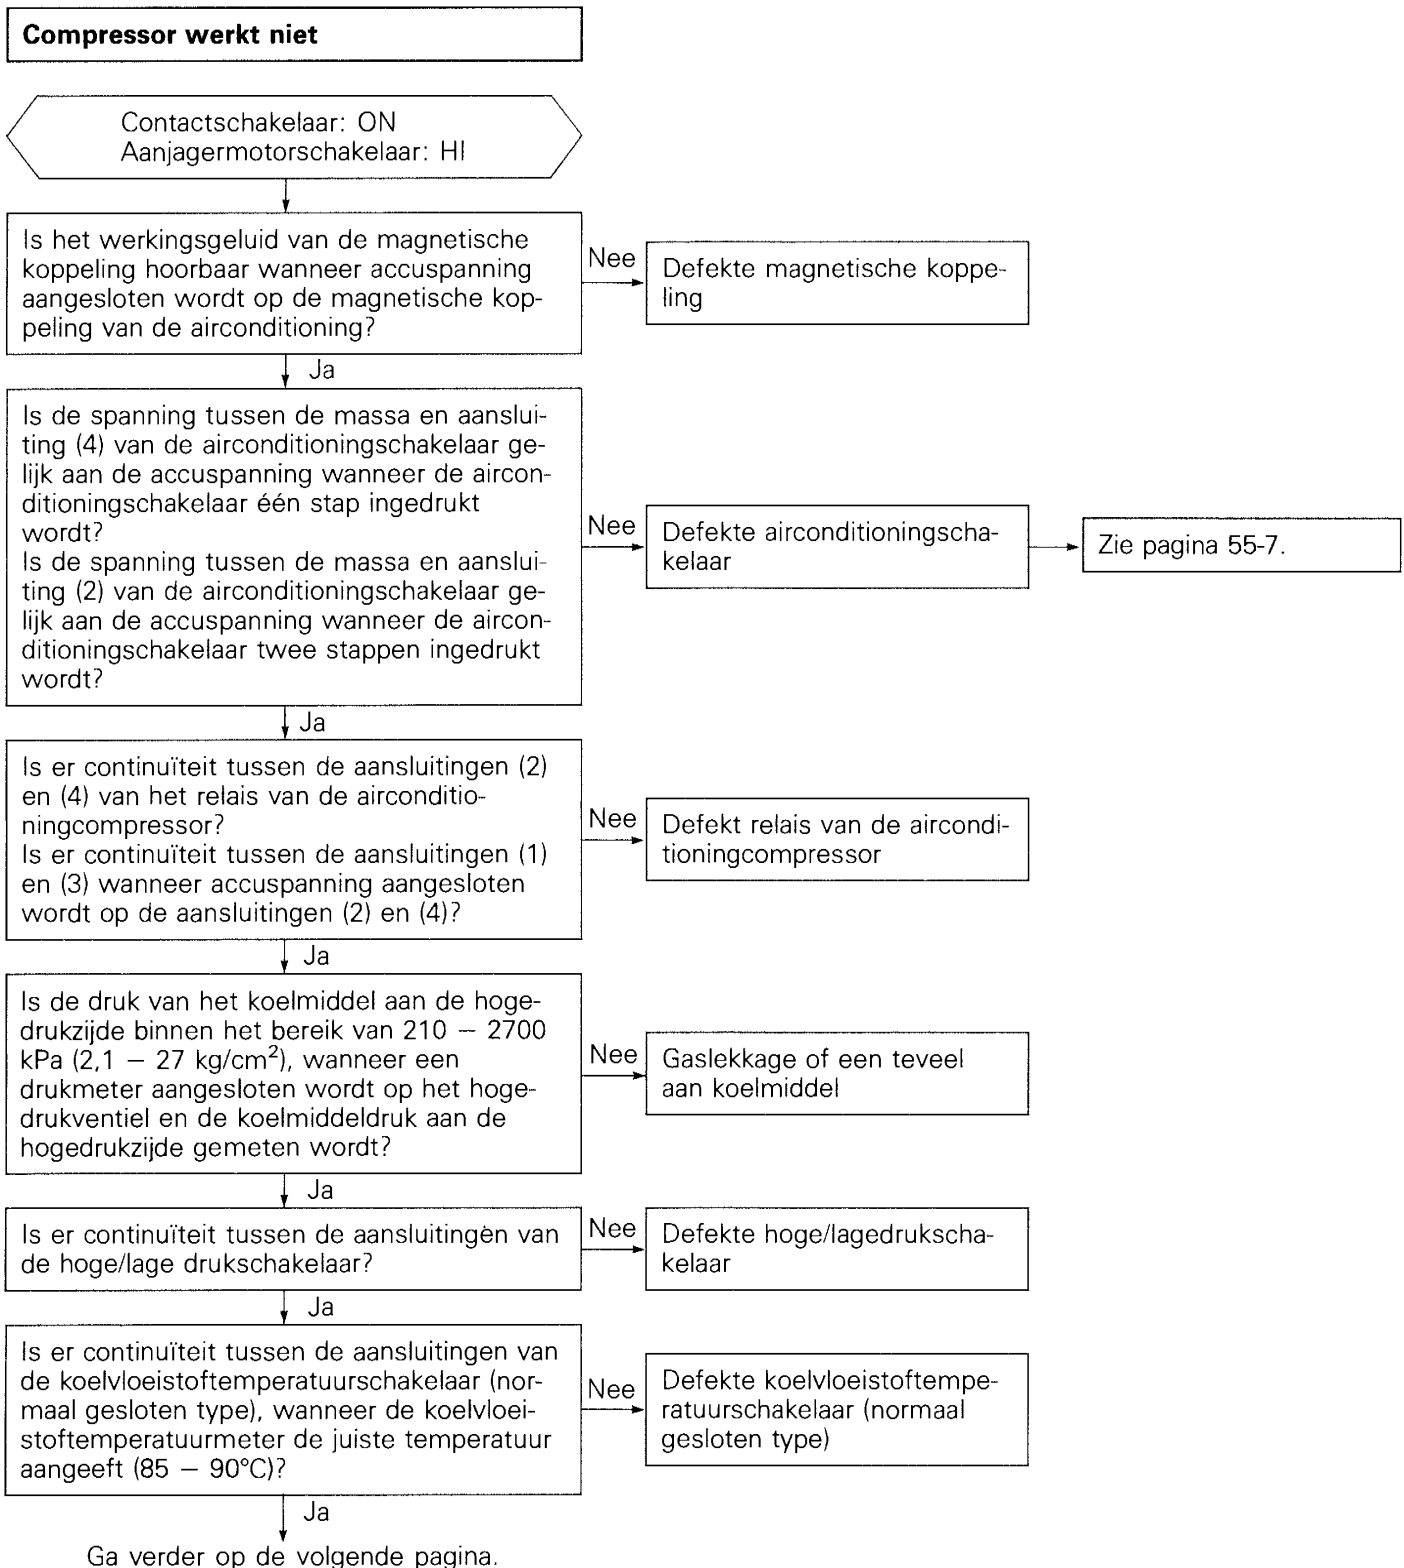 Compressor werkt niet
Contactschakelaar: ON
Aanjagermotorschakelaar: HI
Is het werkingsgeluid van de magnetische
koppeling hoorbaar wanneer accuspanning
aangesloten wordt op de magnetische kop-
peling van de airconditioning?
Nee
Defekte magnetische koppe-
ling
Ja
Is de spanning tussen de massa en aanslui-
ting (4) van de airconditioningschakelaar ge-
lijk aan de accuspanning wanneer de aircon-
ditioningschakelaar één stap ingedrukt
wordt?
Is de spanning tussen de massa en aanslui-
ting (2) van de airconditioningschakelaar ge-
lijk aan de accuspanning wanneer de aircon-
ditioningschakelaar twee stappen ingedrukt
wordt?
Nee
Defekte airconditioningscha-
kelaar
Zie pagina 55-7.
Ja
Is er continuïteit tussen de aansluitingen (2)
en (4) van het relais van de airconditio-
ningcompressor?
Is er continuïteit tussen de aansluitingen (1)
en (3) wanneer accuspanning aangesloten
wordt op de aansluitingen (2) en (4)?
Nee
Defekt relais van de aircondi-
tioningcompressor
Ja
Is de druk van het koelmiddel aan de hoge-
drukzijde binnen het bereik van 210 – 2700
kPa (2,1 – 27 kg/cm²), wanneer een
drukmeter aangesloten wordt op het hoge-
drukventiel en de koelmiddeldruk aan de
hogedrukzijde gemeten wordt?
Nee
Gaslekkage of een teveel
aan koelmiddel
Ja
Is er continuïteit tussen de aansluitingen van
de hoge/lage drukschakelaar?
Nee
Defekte hoge/lagedrukscha-
kelaar
Ja
Is er continuïteit tussen de aansluitingen van
de koelvloeistoftemperatuurschakelaar (nor-
maal gesloten type), wanneer de koelvloei-
stoftemperatuurmeter de juiste temperatuur
aangeeft (85 – 90°C)?
Nee
Defekte koelvloeistoftempe-
ratuurschakelaar (normaal
gesloten type)
Ja
Ga verder op de volgende pagina.